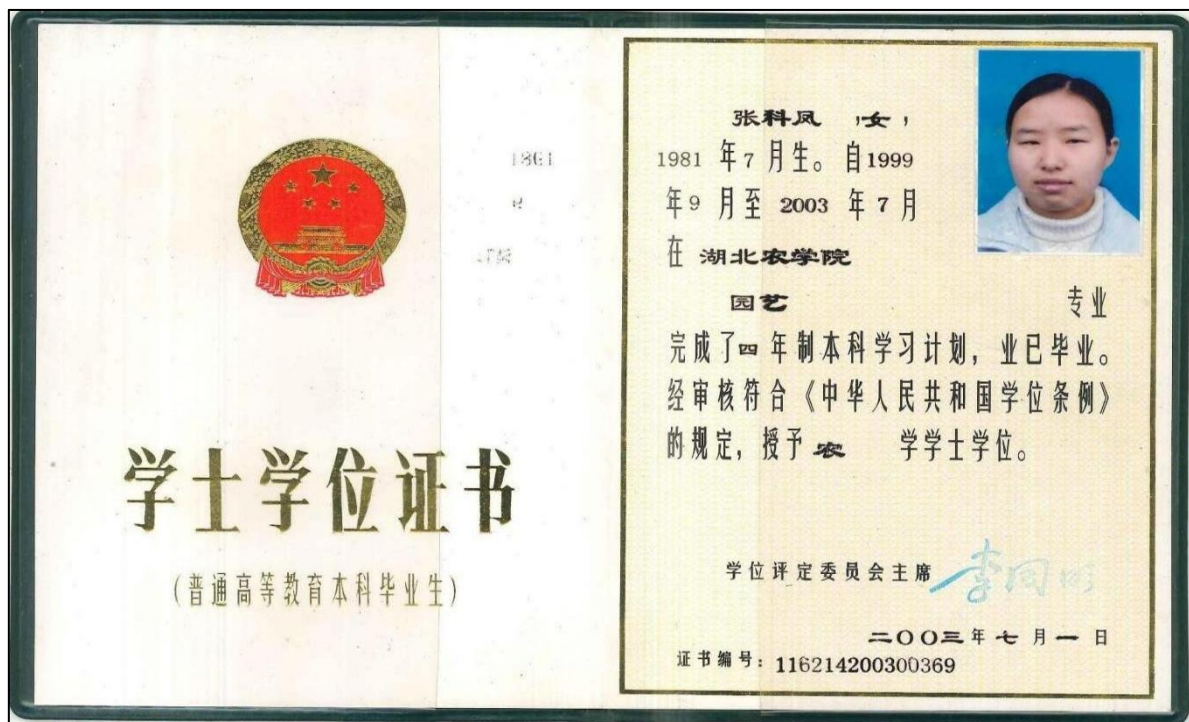 学士学位证书
(普通高等教育本科毕业生)
张科凤 ,女,
1981 年 7 月生。自1999
年9 月至 2003 年 7 月
在 湖北农学院
园艺 专业
完成了四年制本科学习计划，业已毕业。
经审核符合《中华人民共和国学位条例》
的规定，授予 农 学学士学位。
学位评定委员会主席
二〇〇三年七月一日
证书编号：116214200300369